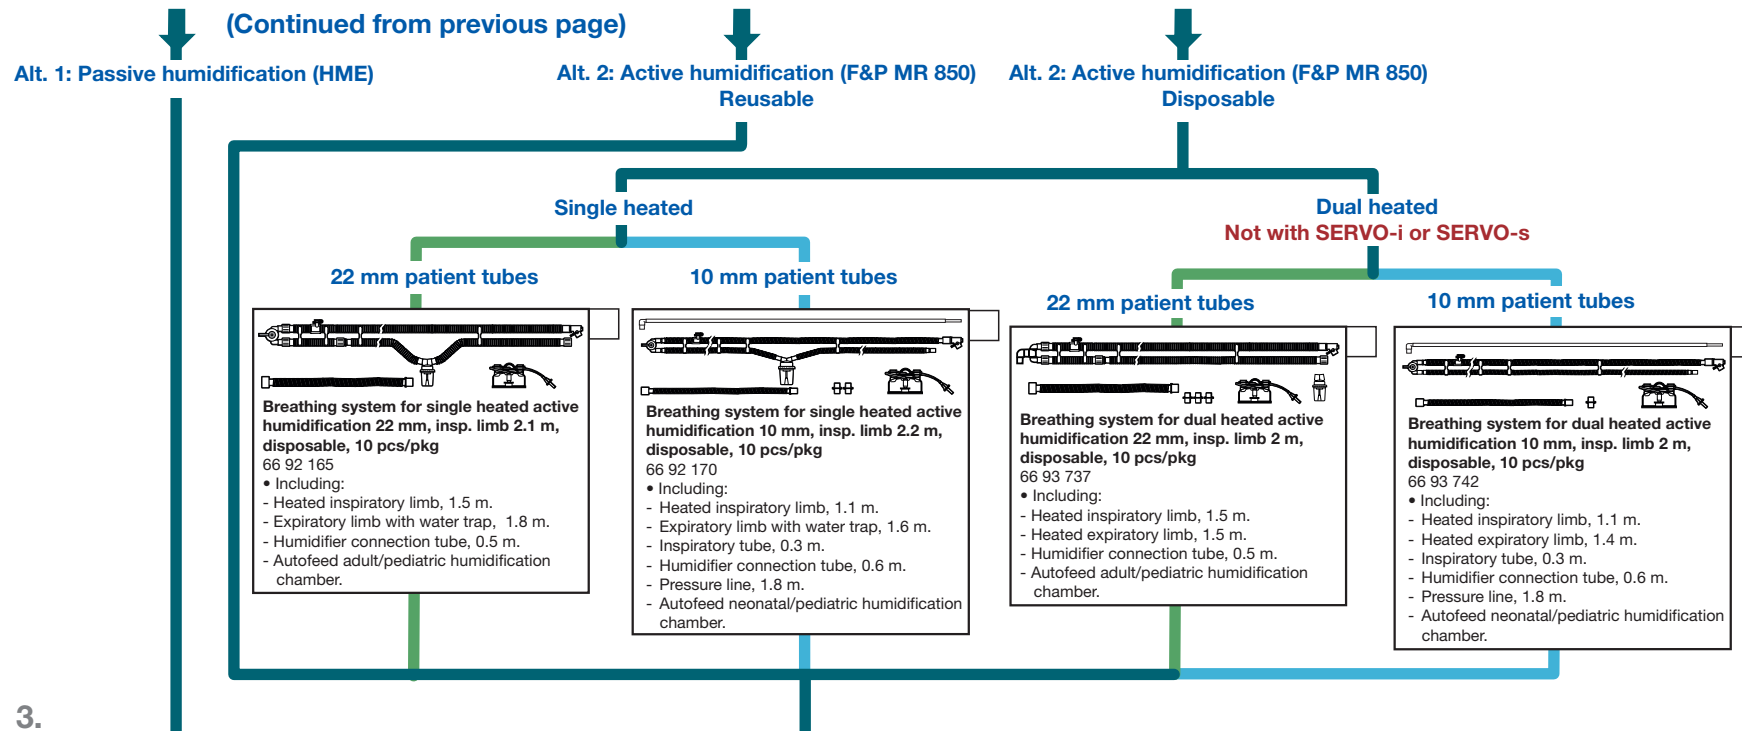 (Continued from previous page)
Alt. 1: Passive humidification (HME)
Alt. 2: Active humidification (F&P MR 850)
Reusable
Alt. 2: Active humidification (F&P MR 850)
Disposable
Single heated
Dual heated
Not with SERVO-i or SERVO-s
22 mm patient tubes
10 mm patient tubes
22 mm patient tubes
10 mm patient tubes
Breathing system for single heated active
humidification 22 mm, insp. limb 2.1 m,
disposable, 10 pcs/pkg
66 92 165
• Including:
- Heated inspiratory limb, 1.5 m.
- Expiratory limb with water trap, 1.8 m.
- Humidifier connection tube, 0.5 m.
- Autofeed adult/pediatric humidification
chamber.
Breathing system for single heated active
humidification 10 mm, insp. limb 2.2 m,
disposable, 10 pcs/pkg
66 92 170
• Including:
- Heated inspiratory limb, 1.1 m.
- Expiratory limb with water trap, 1.6 m.
- Inspiratory tube, 0.3 m.
- Humidifier connection tube, 0.6 m.
- Pressure line, 1.8 m.
- Autofeed neonatal/pediatric humidification
chamber.
Breathing system for dual heated active
humidification 22 mm, insp. limb 2 m,
disposable, 10 pcs/pkg
66 93 737
• Including:
- Heated inspiratory limb, 1.5 m.
- Heated expiratory limb, 1.5 m.
- Humidifier connection tube, 0.5 m.
- Autofeed adult/pediatric humidification
chamber.
Breathing system for dual heated active
humidification 10 mm, insp. limb 2 m,
disposable, 10 pcs/pkg
66 93 742
• Including:
- Heated inspiratory limb, 1.1 m.
- Heated expiratory limb, 1.4 m.
- Inspiratory tube, 0.3 m.
- Humidifier connection tube, 0.6 m.
- Pressure line, 1.8 m.
- Autofeed neonatal/pediatric humidification
chamber.
3.